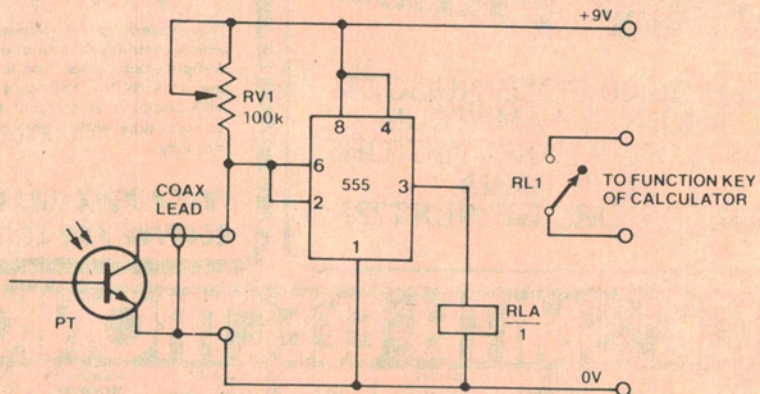 +9V
RV1
100k
8 4
6
555
3
2
1
COAX
LEAD
PT
RL1
TO FUNCTION KEY
OF CALCULATOR
RLA
1
0V